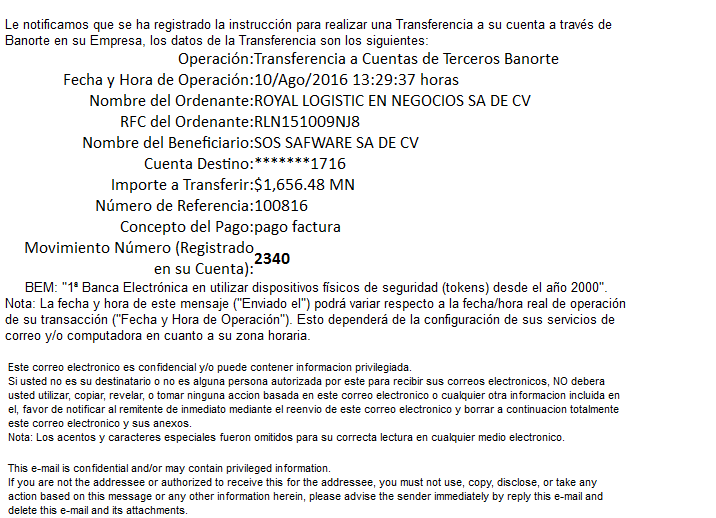 Le notificamos que se ha registrado la instrucción para realizar una Transferencia a su cuenta a través de
Banorte en su Empresa, los datos de la Transferencia son los siguientes:
Operación:Transferencia a Cuentas de Terceros Banorte
Fecha y Hora de Operación:10/Ago/2016 13:29:37 horas
Nombre del Ordenante:ROYAL LOGISTIC EN NEGOCIOS SA DE CV
RFC del Ordenante:RLN151009NJ8
Nombre del Beneficiario:SOS SAFWARE SA DE CV
Cuenta Destino:*******1716
Importe a Transferir:$1,656.48 MN
Número de Referencia:100816
Concepto del Pago:pago factura
Movimiento Número (Registrado
en su Cuenta):2340
BEM: "1ª Banca Electrónica en utilizar dispositivos físicos de seguridad (tokens) desde el año 2000".
Nota: La fecha y hora de este mensaje ("Enviado el") podrá variar respecto a la fecha/hora real de operación
de su transacción ("Fecha y Hora de Operación"). Esto dependerá de la configuración de sus servicios de
correo y/o computadora en cuanto a su zona horaria.
Este correo electronico es confidencial y/o puede contener informacion privilegiada.
Si usted no es su destinatario o no es alguna persona autorizada por este para recibir sus correos electronicos, NO debera
usted utilizar, copiar, revelar, o tomar ninguna accion basada en este correo electronico o cualquier otra informacion incluida en
el, favor de notificar al remitente de inmediato mediante el reenvio de este correo electronico y borrar a continuacion totalmente
este correo electronico y sus anexos.
Nota: Los acentos y caracteres especiales fueron omitidos para su correcta lectura en cualquier medio electronico.
This e-mail is confidential and/or may contain privileged information.
If you are not the addressee or authorized to receive this for the addressee, you must not use, copy, disclose, or take any
action based on this message or any other information herein, please advise the sender immediately by reply this e-mail and
delete this e-mail and its attachments.